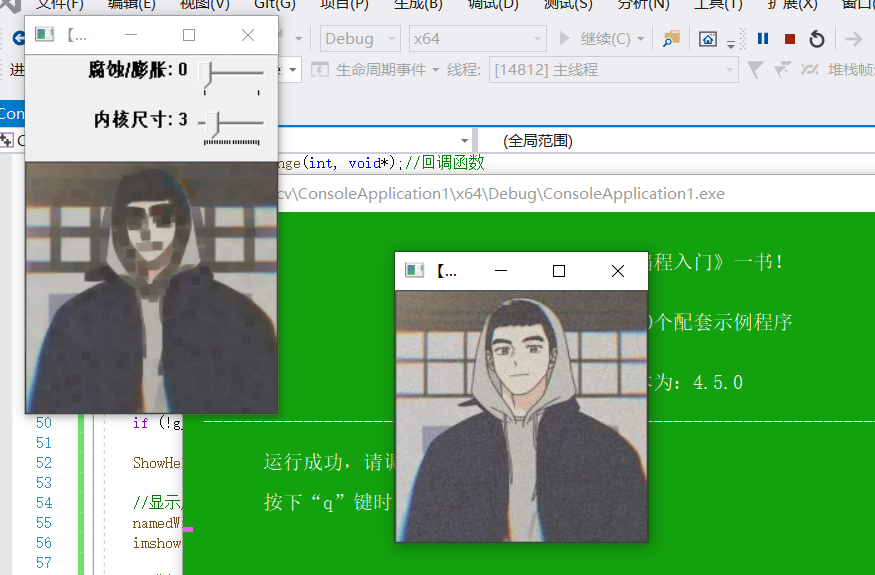 文件(F) 编辑(E) 视图(V) Git(G) 项目(P) 生成(B) 调试(D) 测试(S) 分析(N) 工具(T) 扩展(X) 窗口
Debug x64 继续(C)
进 生命周期事件 线程: [14812] 主线程 堆栈帧
【...
腐蚀/膨胀: 0
内核尺寸: 3
Con
(全局范围)
nge(int, void*);//回调函数
cv\ConsoleApplication1\x64\Debug\ConsoleApplication1.exe
程入门》一书!
0个配套示例程序
为: 4.5.0
【...
运行成功,请调
按下“q”键时
50 if (!g
51
52 ShowHel
53
54 //显示
55 namedW
56 imshow
57